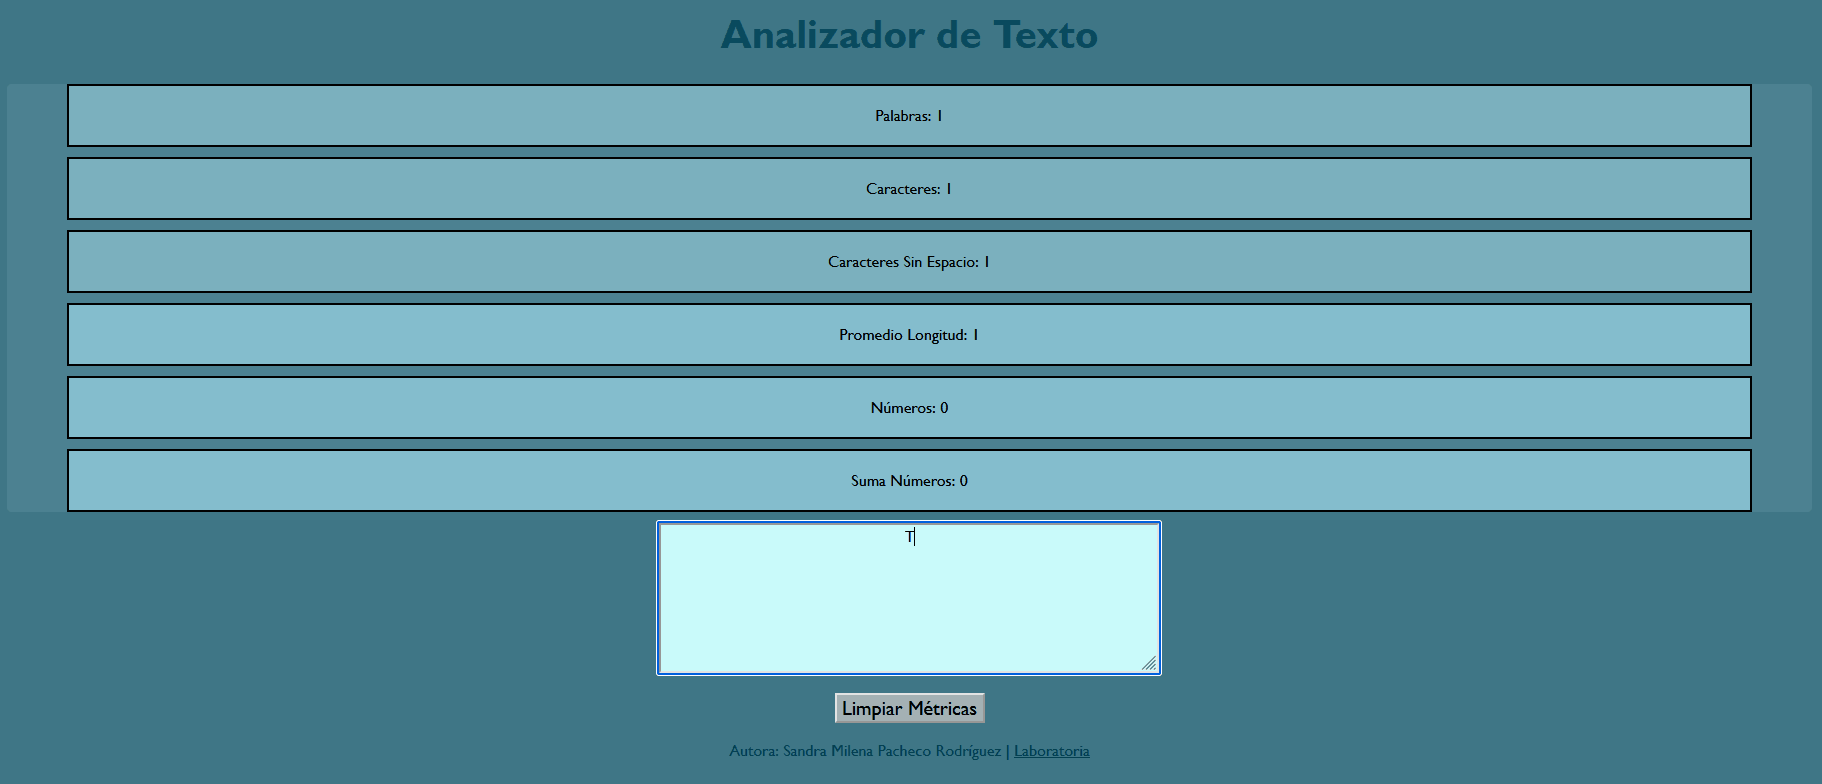 Analizador de Texto
Palabras: 1
Caracteres: 1
Caracteres Sin Espacio: 1
Promedio Longitud: 1
Números: 0
Suma Números: 0
T
Limpiar Métricas
Autora: Sandra Milena Pacheco Rodríguez | Laboratoria